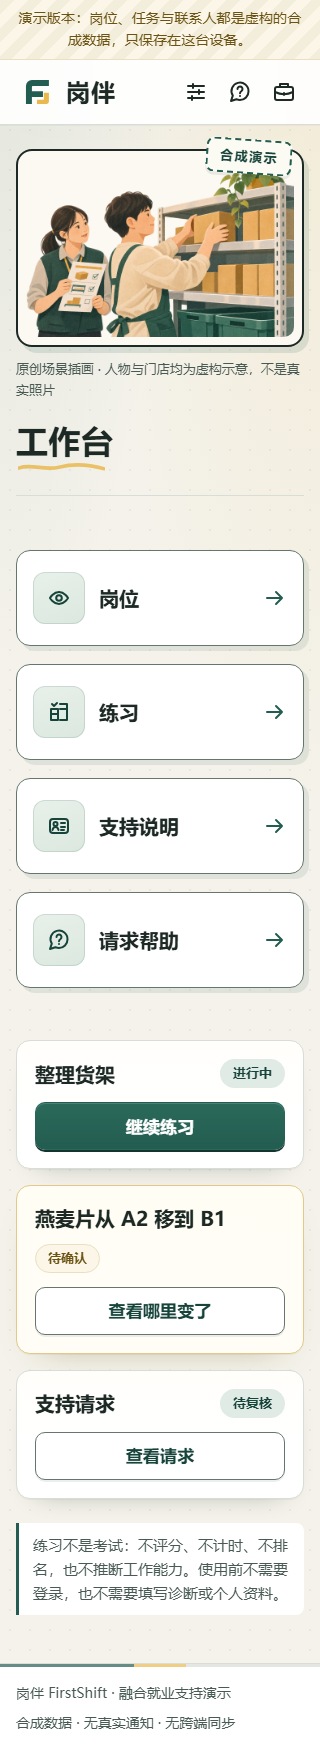 演示版本：岗位、任务与联系人都是虚构的合
成数据，只保存在这台设备。
岗伴
合成演示
原创场景插画 · 人物与门店均为虚构示意，不是真
实照片
工作台
岗位
练习
支持说明
请求帮助
整理货架
进行中
继续练习
燕麦片从 A2 移到 B1
待确认
查看哪里变了
支持请求
待复核
查看请求
练习不是考试：不评分、不计时、不排
名，也不推断工作能力。使用前不需要
登录，也不需要填写诊断或个人资料。
岗伴 FirstShift · 融合就业支持演示
合成数据 · 无真实通知 · 无跨端同步